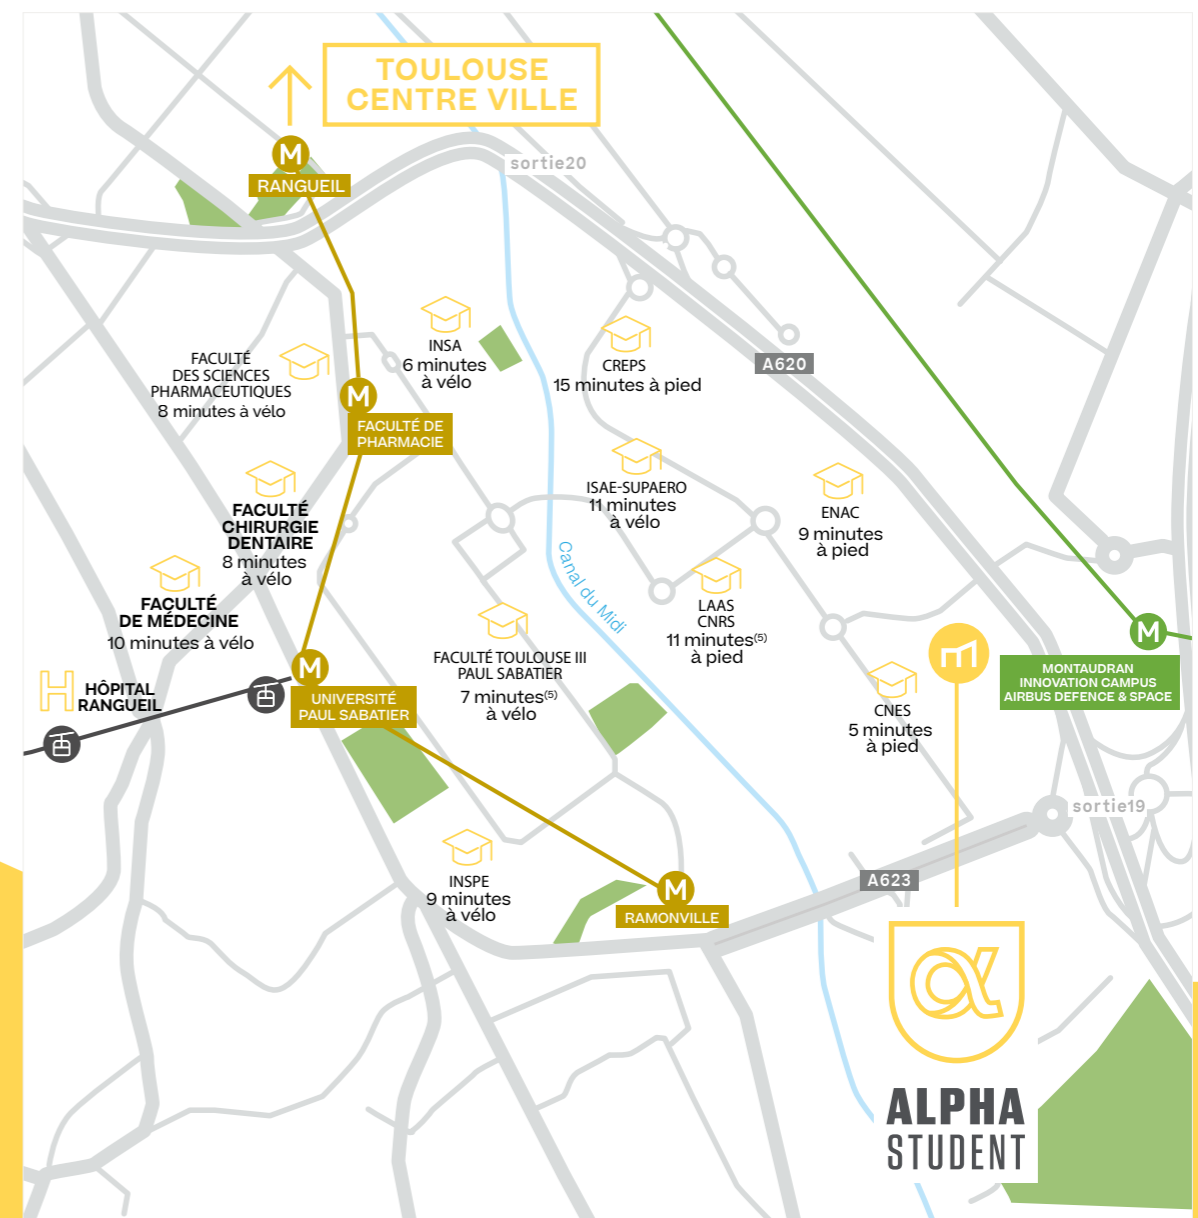 TOULOUSE
CENTRE VILLE
M
RANGUEIL
sortie20
INSA
6 minutes
à vélo
CREPS
15 minutes à pied
A620
FACULTÉ
DES SCIENCES
PHARMACEUTIQUES
8 minutes à vélo
M
FACULTÉ DE
PHARMACIE
ISAE-SUPAERO
11 minutes
à vélo
ENAC
9 minutes
à pied
FACULTÉ
CHIRURGIE
DENTAIRE
8 minutes
à vélo
Canal du Midi
FACULTÉ
DE MÉDECINE
10 minutes à vélo
LAAS
CNRS
11 minutes(5)
à pied
M
MONTAUDRAN
INNOVATION CAMPUS
AIRBUS DEFENCE & SPACE
FACULTÉ TOULOUSE III
PAUL SABATIER
7 minutes(5)
à vélo
H
HÔPITAL
RANGUEIL
M
UNIVERSITÉ
PAUL SABATIER
CNES
5 minutes
à pied
sortie19
INSPE
9 minutes
à vélo
M
RAMONVILLE
A623
ALPHA
STUDENT